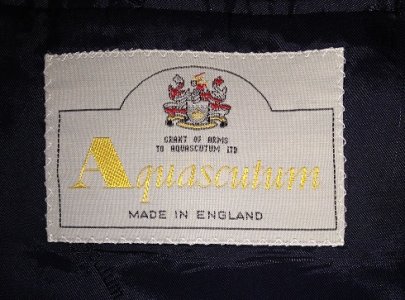 GRANT OF ARMS
TO AQUASCUTUM LTD
Aquascutum
MADE IN ENGLAND